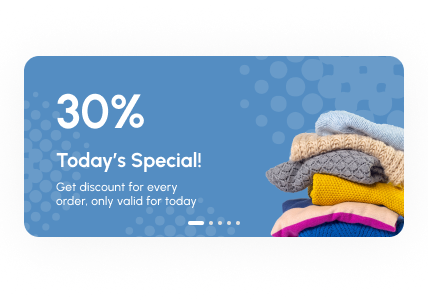 30%
Today's Special!
Get discount for every
order, only valid for today